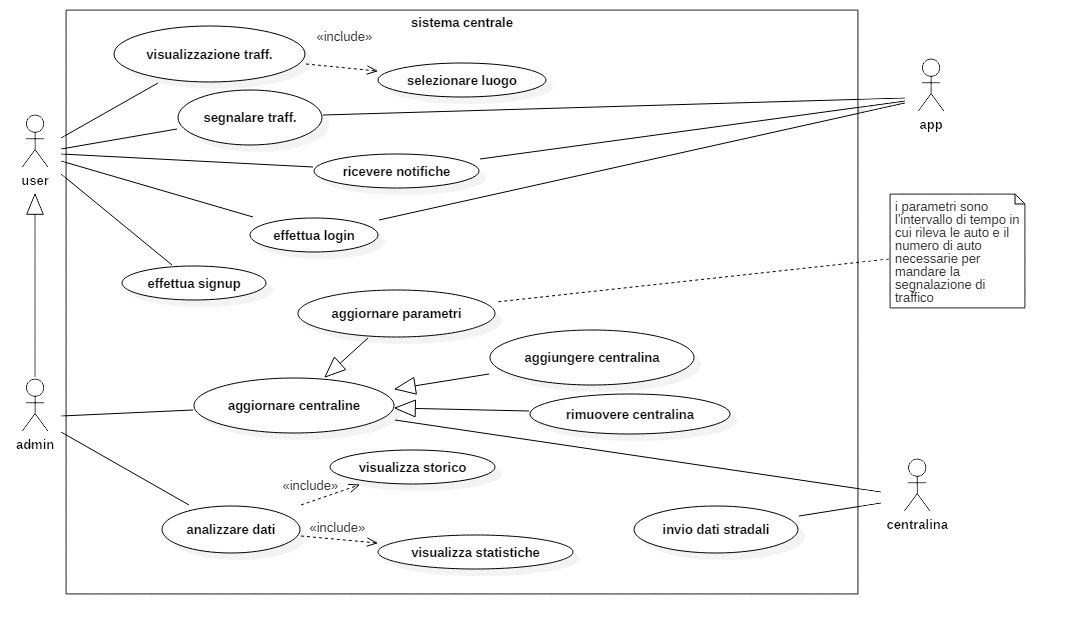 sistema centrale
«include»
visualizzazione traff.
selezionare luogo
segnalare traff.
app
ricevere notifiche
user
i parametri sono
l'intervallo di tempo in
cui rileva le auto e il
numero di auto
necessarie per
mandare la
segnalazione di
traffico
effettua login
effettua signup
aggiornare parametri
aggiungere centralina
aggiornare centraline
rimuovere centralina
admin
visualizza storico
«include»
centralina
«include»
analizzare dati
invio dati stradali
visualizza statistiche